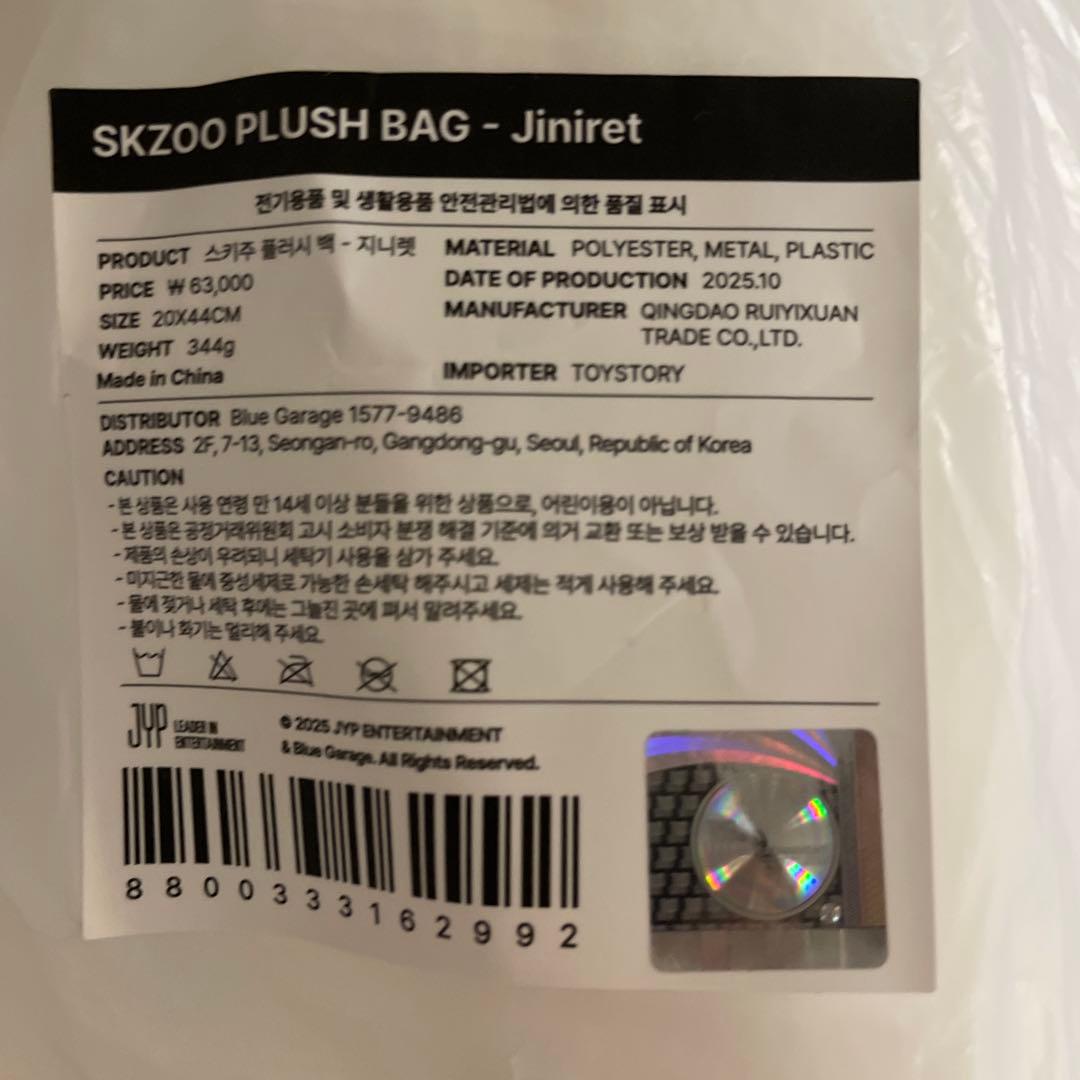 SKZOO PLUSH BAG - Jiniret
전기용품 및 생활용품 안전관리법에 의한 품질 표시
PRODUCT 스키주 플러시 백 - 지니렛
PRICE ₩ 63,000
SIZE 20X44CM
WEIGHT 344g
Made in China
MATERIAL POLYESTER, METAL, PLASTIC
DATE OF PRODUCTION 2025.10
MANUFACTURER QINGDAO RUIYIXUAN
TRADE CO.,LTD.
IMPORTER TOYSTORY
DISTRIBUTOR Blue Garage 1577-9486
ADDRESS 2F, 7-13, Seongan-ro, Gangdong-gu, Seoul, Republic of Korea
CAUTION
- 본 상품은 사용 연령 만 14세 이상 분들을 위한 상품으로, 어린이용이 아닙니다.
- 본 상품은 공정거래위원회 고시 소비자 분쟁 해결 기준에 의거 교환 또는 보상 받을 수 있습니다.
- 제품의 손상이 우려되니 세탁기 사용을 삼가 주세요.
- 미지근한 물에 중성세제로 가능한 손세탁 해주시고 세제는 적게 사용해 주세요.
- 물에 젖거나 세탁 후에는 그늘진 곳에 펴서 말려주세요.
- 불이나 화기는 멀리해 주세요.
JYP LEADER IN
ENTERTAINMENT
© 2025 JYP ENTERTAINMENT
& Blue Garage. All Rights Reserved.
8800333162992